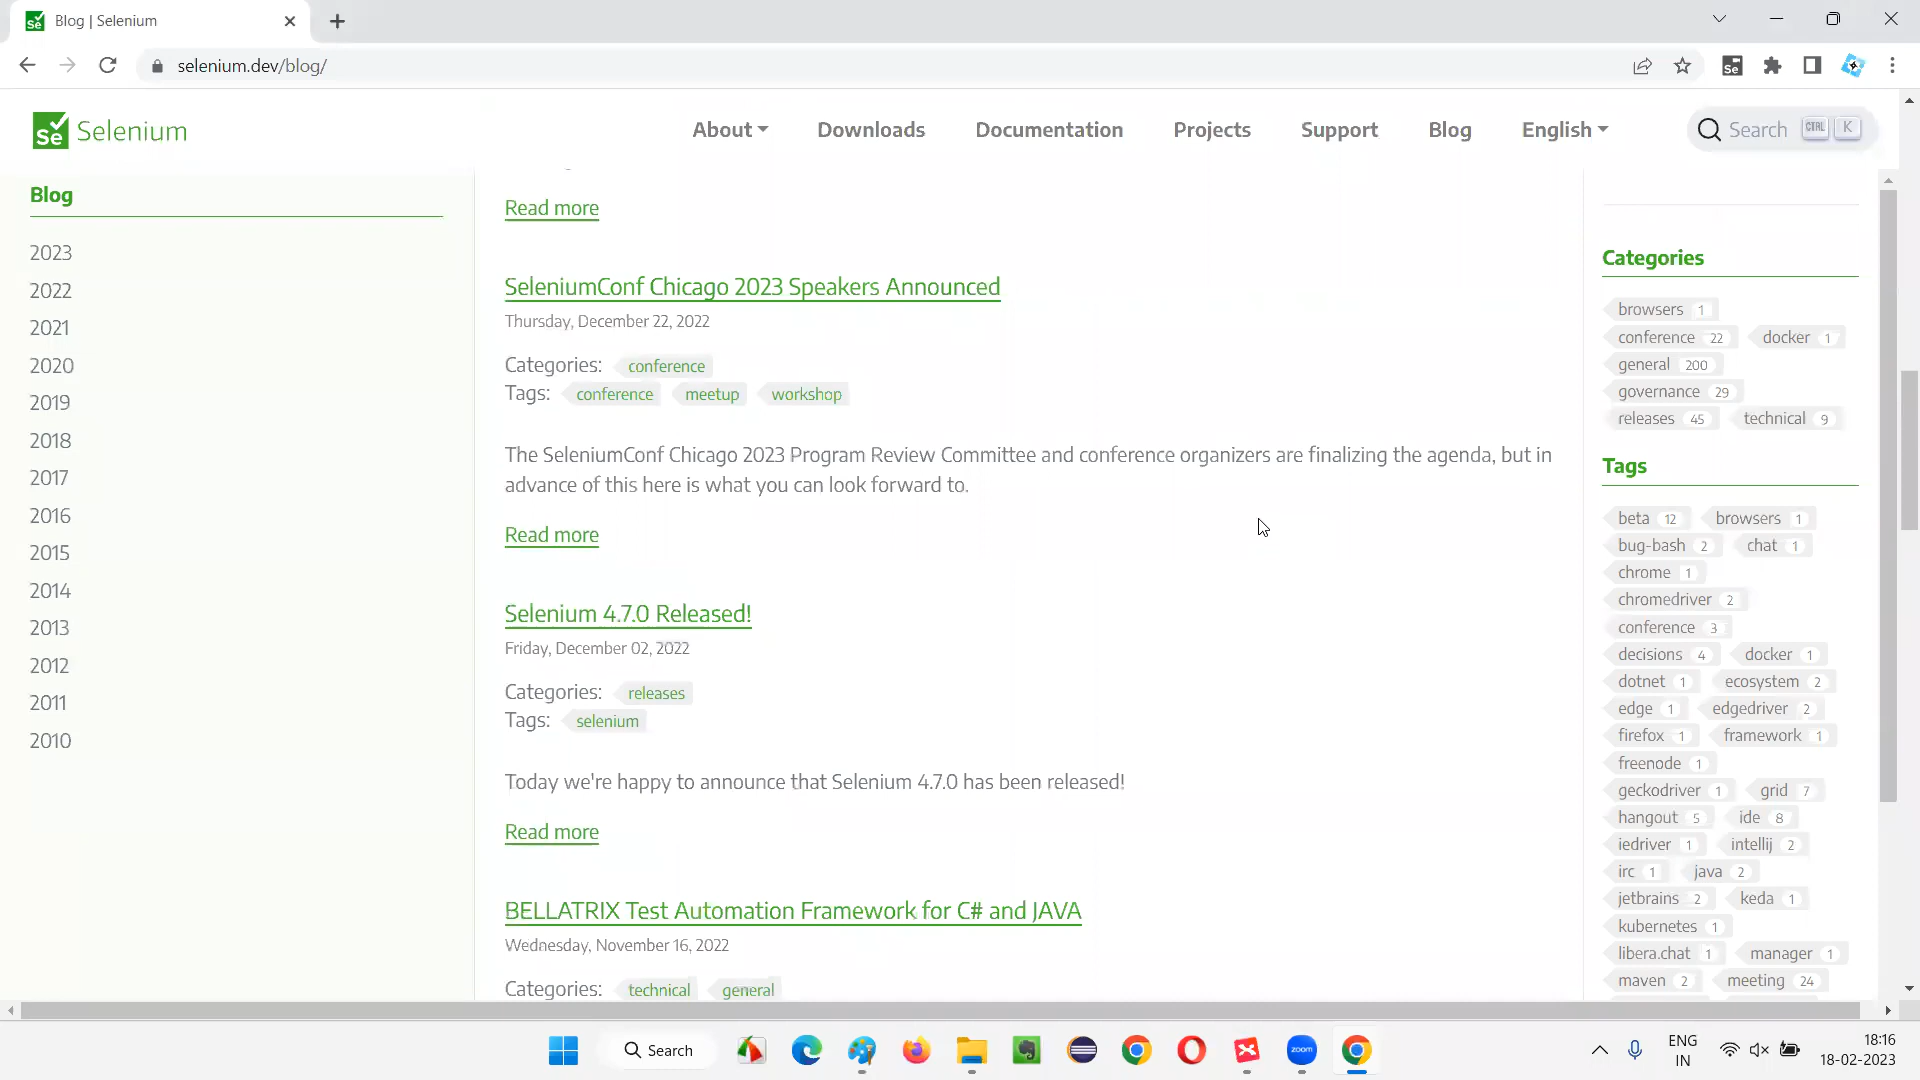 Blog | Selenium
selenium.dev/blog/
Se
Se Selenium
About
Downloads
Documentation
Projects
Support
Blog
English
Search CTRL K
Blog
2023
2022
2021
2020
2019
2018
2017
2016
2015
2014
2013
2012
2011
2010
Read more
SeleniumConf Chicago 2023 Speakers Announced
Thursday, December 22, 2022
Categories: conference
Tags: conference meetup workshop
The SeleniumConf Chicago 2023 Program Review Committee and conference organizers are finalizing the agenda, but in
advance of this here is what you can look forward to.
Read more
Selenium 4.7.0 Released!
Friday, December 02, 2022
Categories: releases
Tags: selenium
Today we're happy to announce that Selenium 4.7.0 has been released!
Read more
BELLATRIX Test Automation Framework for C# and JAVA
Wednesday, November 16, 2022
Categories: technical general
Categories
browsers 1
conference 22 docker 1
general 200
governance 29
releases 45 technical 9
Tags
beta 12 browsers 1
bug-bash 2 chat 1
chrome 1
chromedriver 2
conference 3
decisions 4 docker 1
dotnet 1 ecosystem 2
edge 1 edgedriver 2
firefox 1 framework 1
freenode 1
geckodriver 1 grid 7
hangout 5 ide 8
iedriver 1 intellij 2
irc 1 java 2
jetbrains 2 keda 1
kubernetes 1
libera.chat 1 manager 1
maven 2 meeting 24
Search
zoom
ENG
IN
18:16
18-02-2023